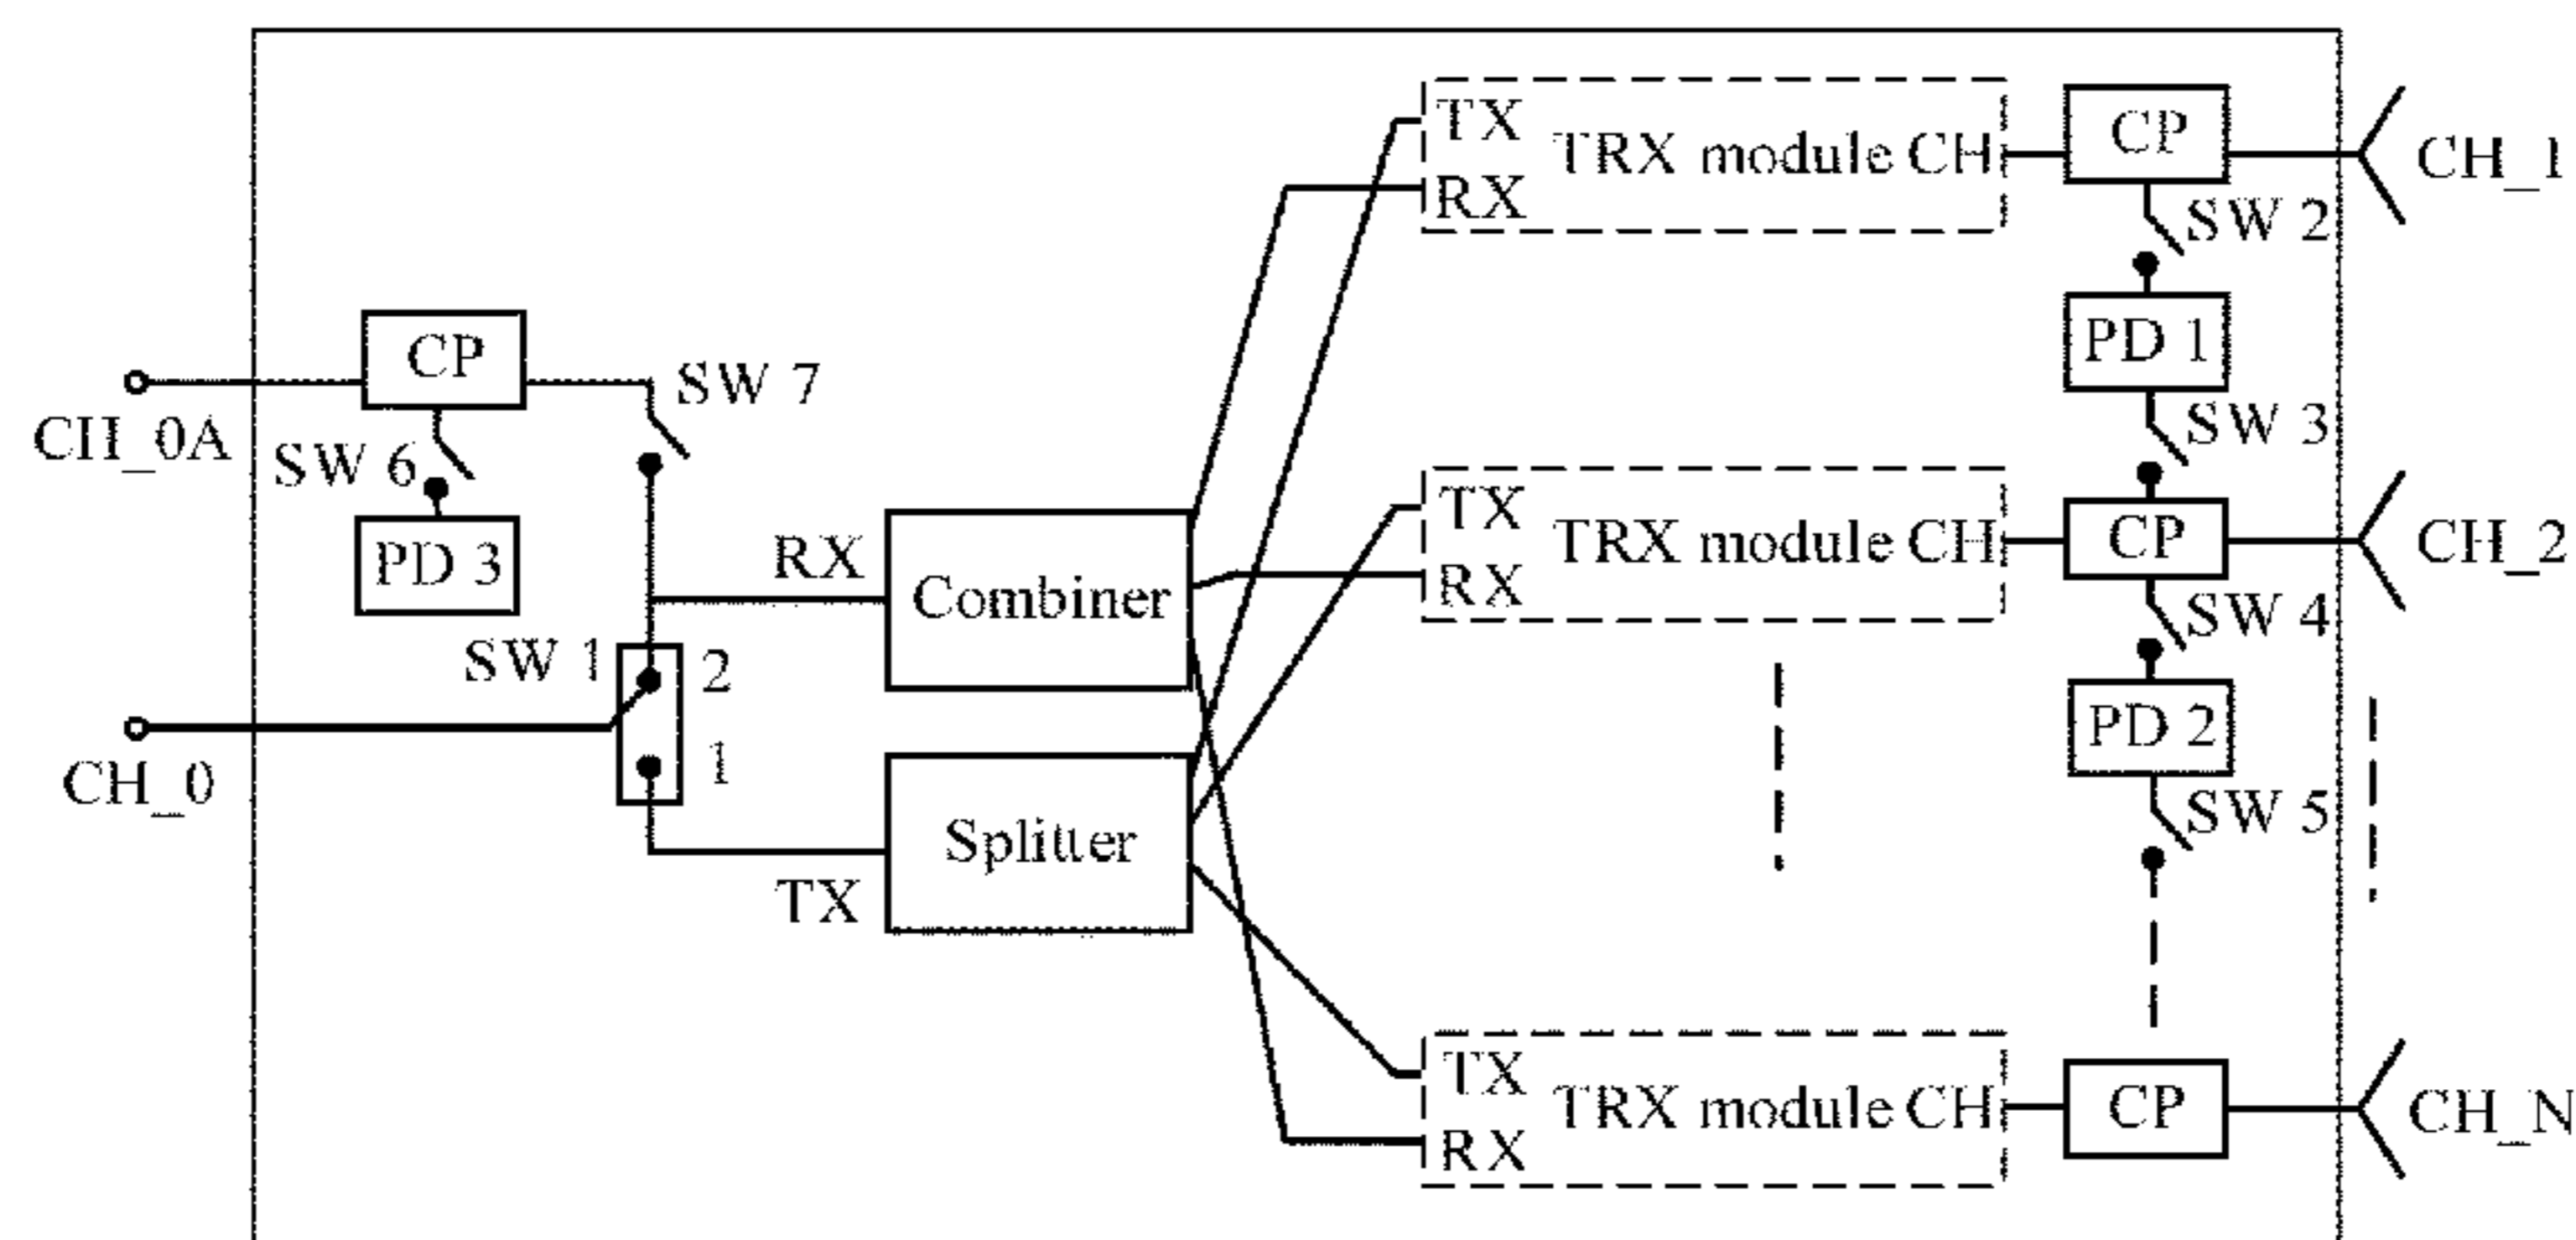 TX
TRX module CH
RX
CP
CH_1
SW 2
PD 1
SW 3
CP
SW 7
CH_0A
SW 6
PD 3
TX
TRX module CH
RX
CP
CH_2
SW 4
PD 2
SW 5
RX
Combiner
SW 1
2
1
CH_0
Splitter
TX
TX
TRX module CH
RX
CP
CH_N